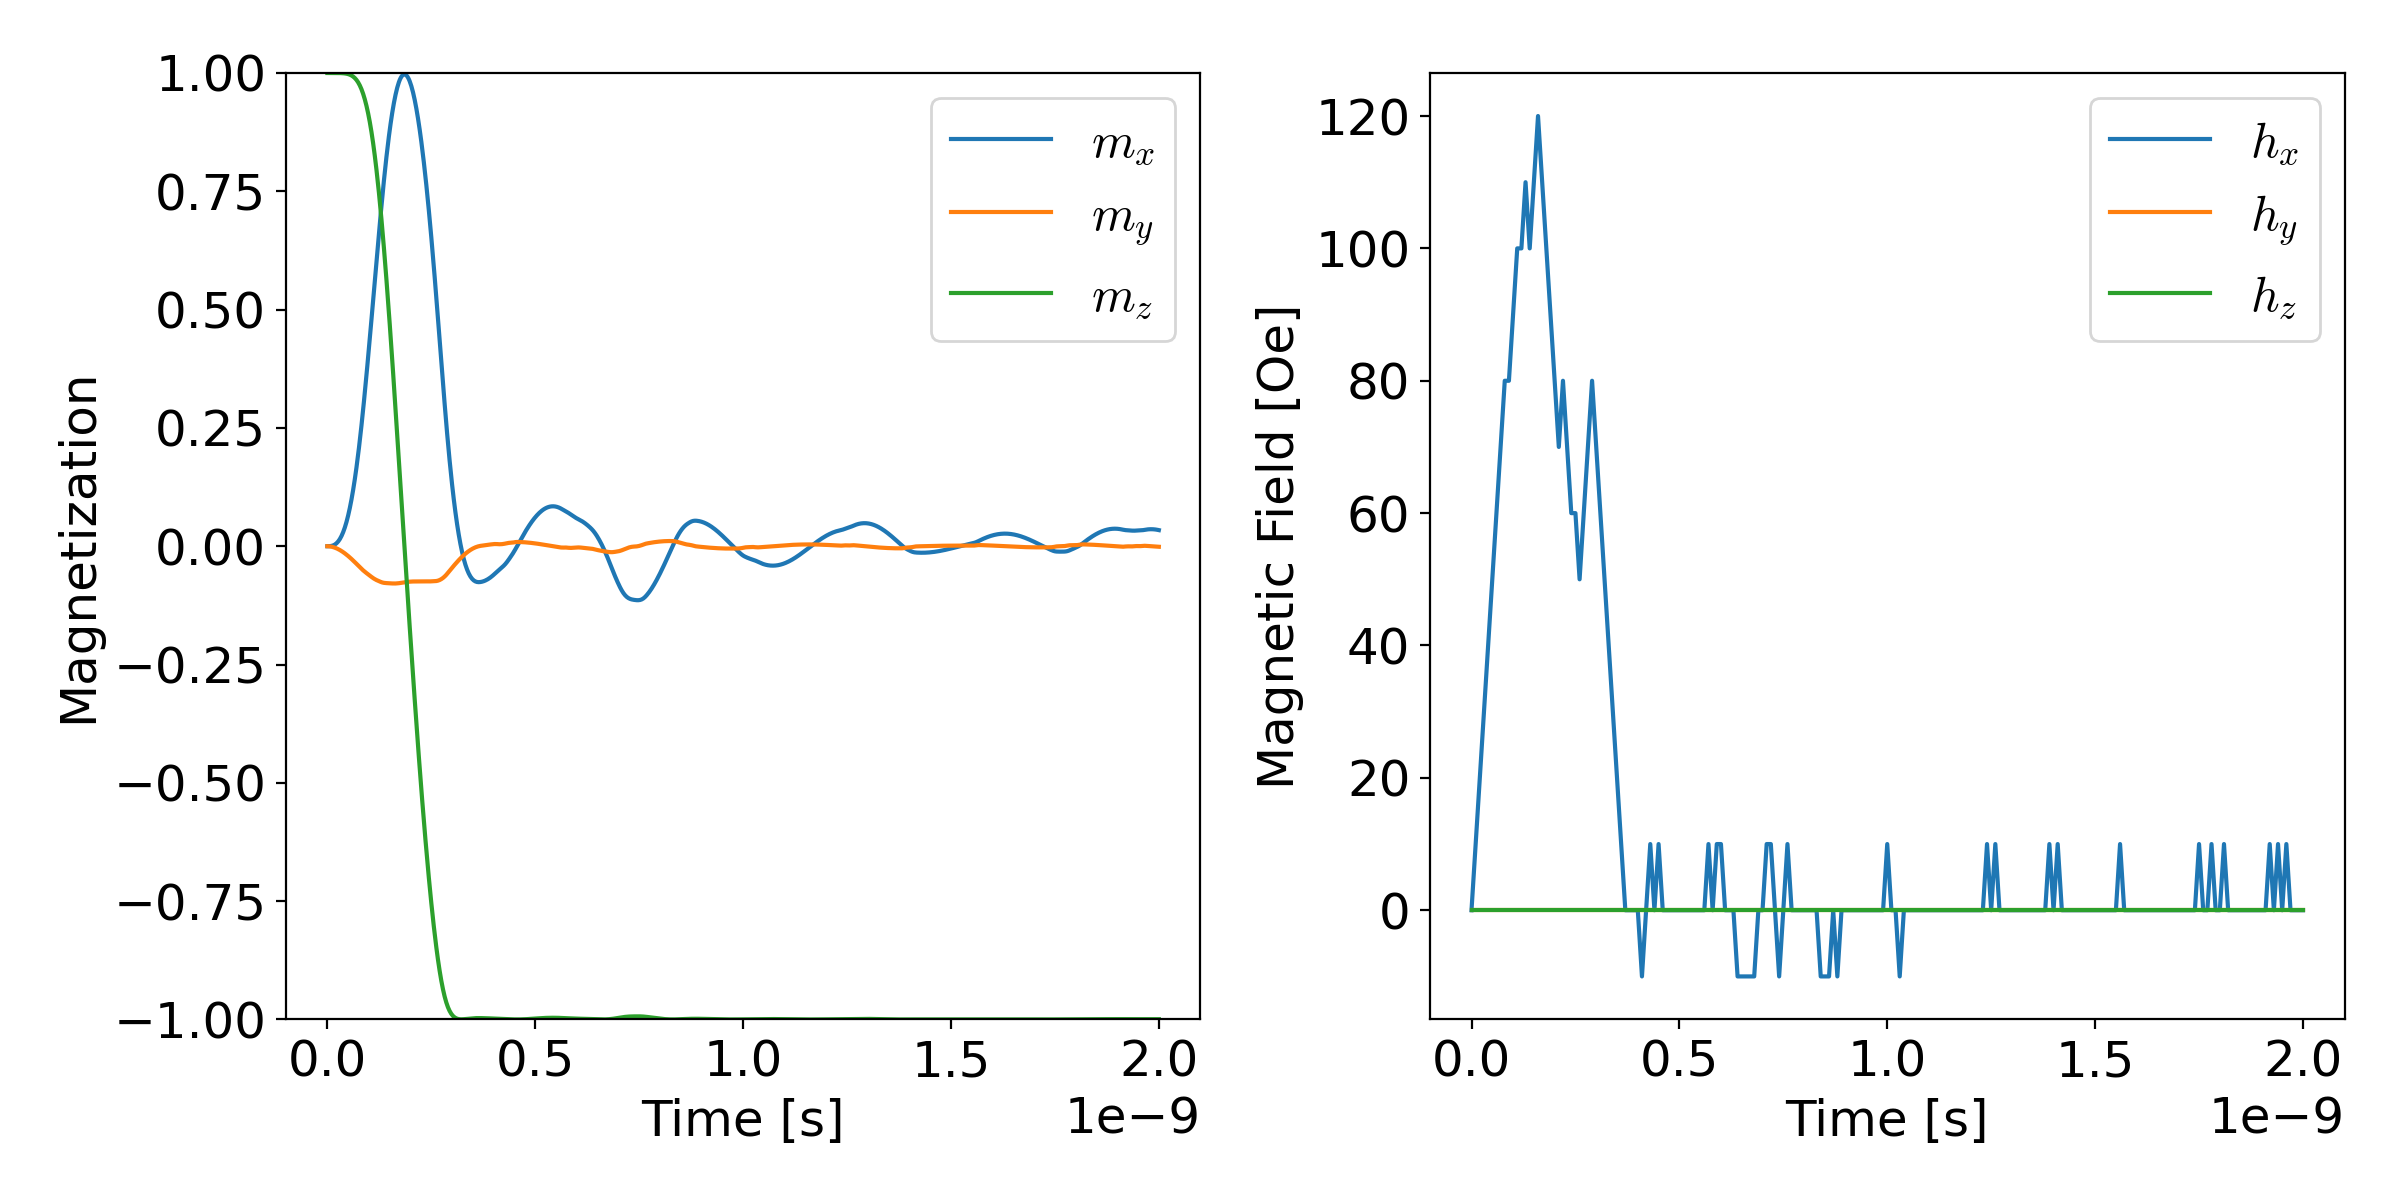 Magnetization
1.00
0.75
0.50
0.25
0.00
−0.25
−0.50
−0.75
−1.00
0.0 0.5 1.0 1.5 2.0
Time [s]
1e−9
m_x
m_y
m_z
Magnetic Field [Oe]
120
100
80
60
40
20
0
0.0 0.5 1.0 1.5 2.0
Time [s]
1e−9
h_x
h_y
h_z